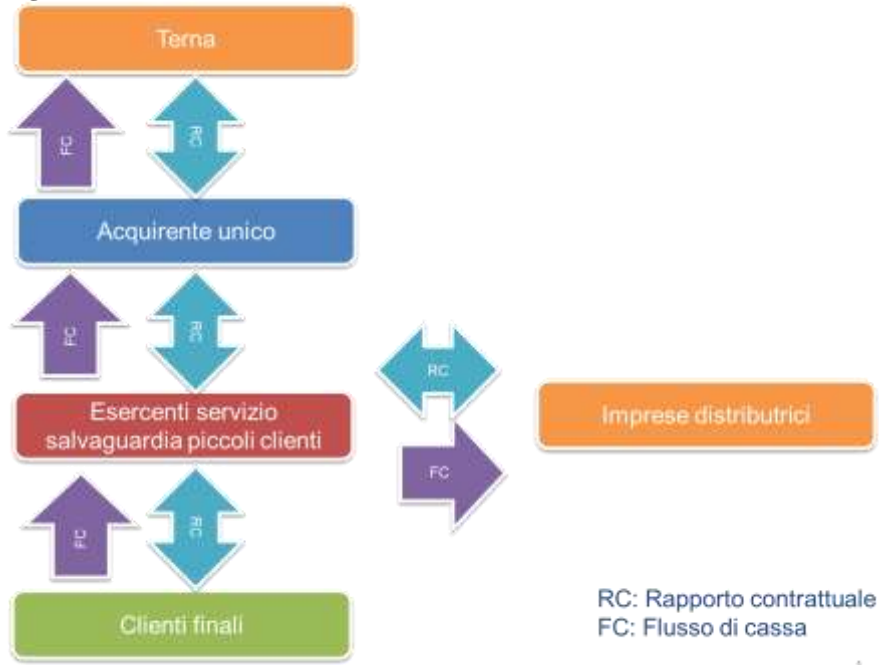 Terna
FC
RC
Acquirente unico
FC
RC
Esercenti servizio
salvaguardia piccoli clienti
RC
Imprese distributrici
FC
FC
RC
Clienti finali
RC: Rapporto contrattuale
FC: Flusso di cassa